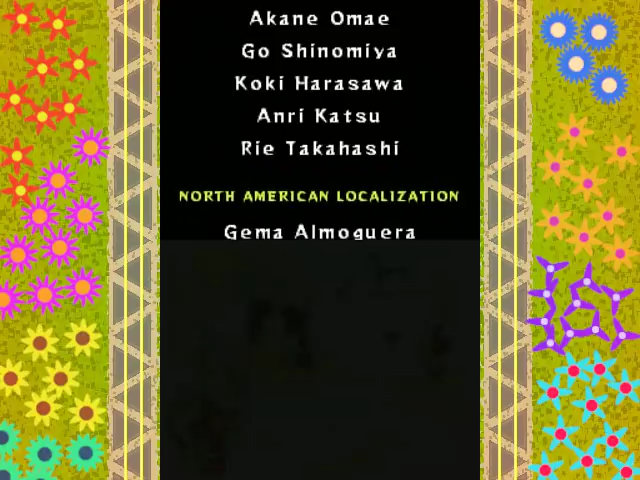 Akane Omae
Go Shinomiya
Koki Harasawa
Anri Katsu
Rie Takahashi
NORTH AMERICAN LOCALIZATION
Gema Almoguera